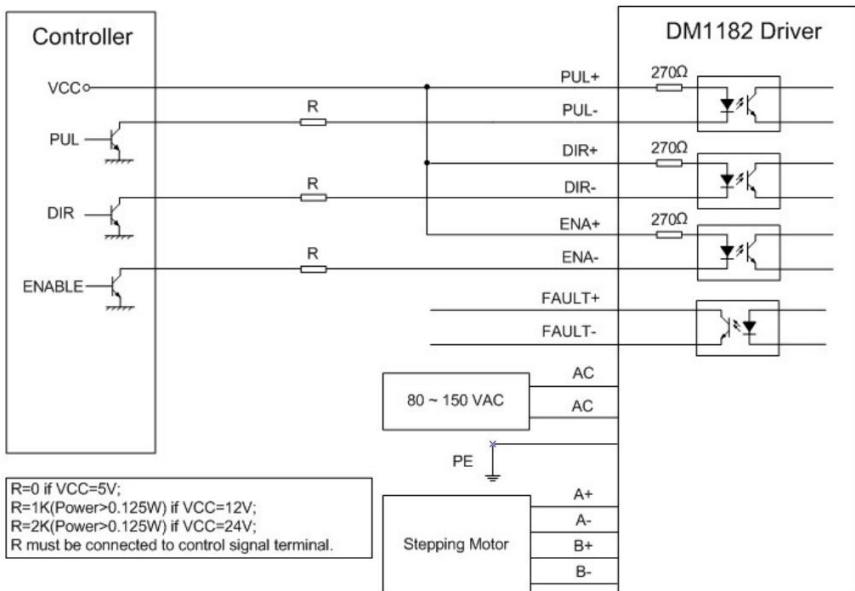 Controller
DM1182 Driver
VCC
PUL+
270Ω
R
PUL-
PUL
DIR+
270Ω
R
DIR-
DIR
ENA+
270Ω
R
ENA-
ENABLE
FAULT+
FAULT-
80 ~ 150 VAC
AC
AC
PE
R=0 if VCC=5V;
R=1K(Power>0.125W) if VCC=12V;
R=2K(Power>0.125W) if VCC=24V;
R must be connected to control signal terminal.
Stepping Motor
A+
A-
B+
B-